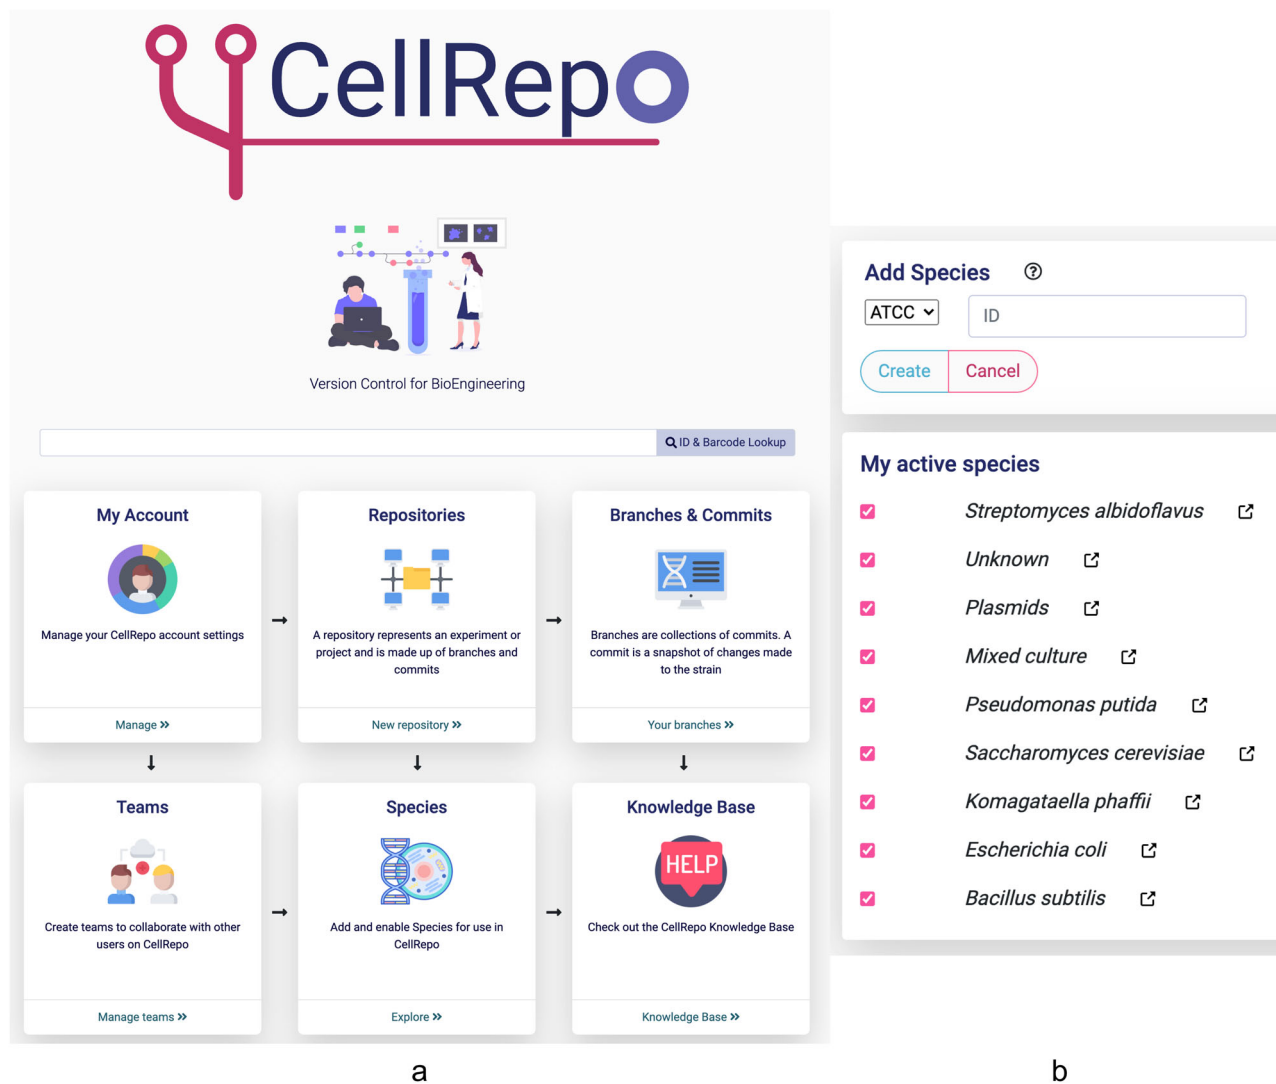 CellRepo
Version Control for BioEngineering
ID & Barcode Lookup
My Account
Manage your CellRepo account settings
Manage »
Repositories
A repository represents an experiment or
project and is made up of branches and
commits
New repository »
Branches & Commits
Branches are collections of commits. A
commit is a snapshot of changes made
to the strain
Your branches »
Teams
Create teams to collaborate with other
users on CellRepo
Manage teams »
Species
Add and enable Species for use in
CellRepo
Explore »
Knowledge Base
HELP
Check out the CellRepo Knowledge Base
Knowledge Base »
a
Add Species ?
ATCC
ID
Create
Cancel
My active species
Streptomyces albidoflavus
Unknown
Plasmids
Mixed culture
Pseudomonas putida
Saccharomyces cerevisiae
Komagataella phaffii
Escherichia coli
Bacillus subtilis
b